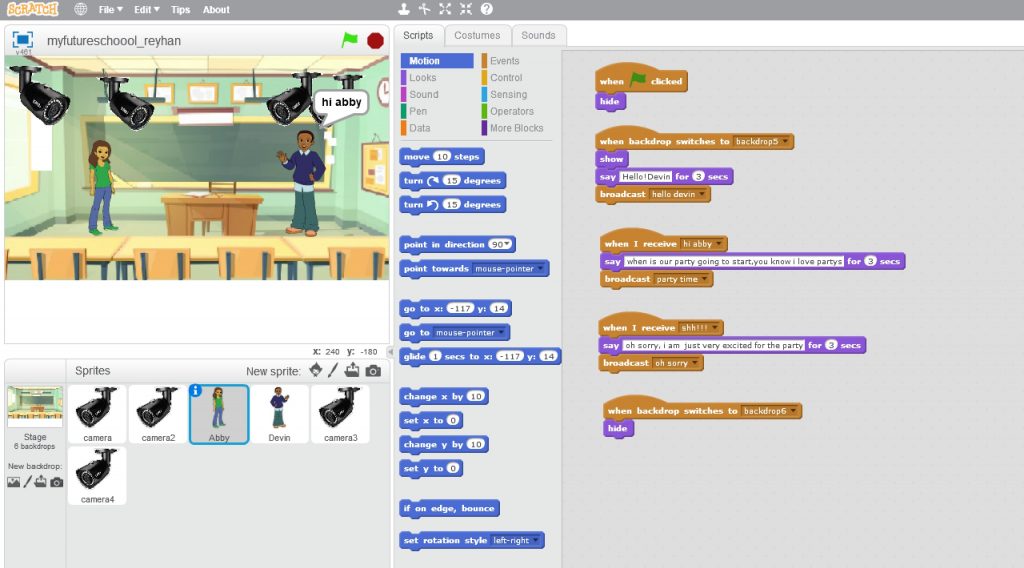 SCRATCH File Edit Tips About
v461 myfutureschoool_reyhan
hi abby
x: 240 y: -180
Sprites New sprite:
Stage
6 backdrops
New backdrop:
camera camera2 Abby Devin camera3
camera4
Scripts Costumes Sounds
Motion Events
Looks Control
Sound Sensing
Pen Operators
Data More Blocks
move 10 steps
turn 15 degrees
turn 15 degrees
point in direction 90
point towards mouse-pointer
go to x: -117 y: 14
go to mouse-pointer
glide 1 secs to x: -117 y: 14
change x by 10
set x to 0
change y by 10
set y to 0
if on edge, bounce
set rotation style left-right
when clicked
hide
when backdrop switches to backdrop5
show
say Hello!Devin for 3 secs
broadcast hello devin
when I receive hi abby
say when is our party going to start,you know i love partys for 3 secs
broadcast party time
when I receive shh!!!
say oh sorry, i am just very excited for the party for 3 secs
broadcast oh sorry
when backdrop switches to backdrop6
hide